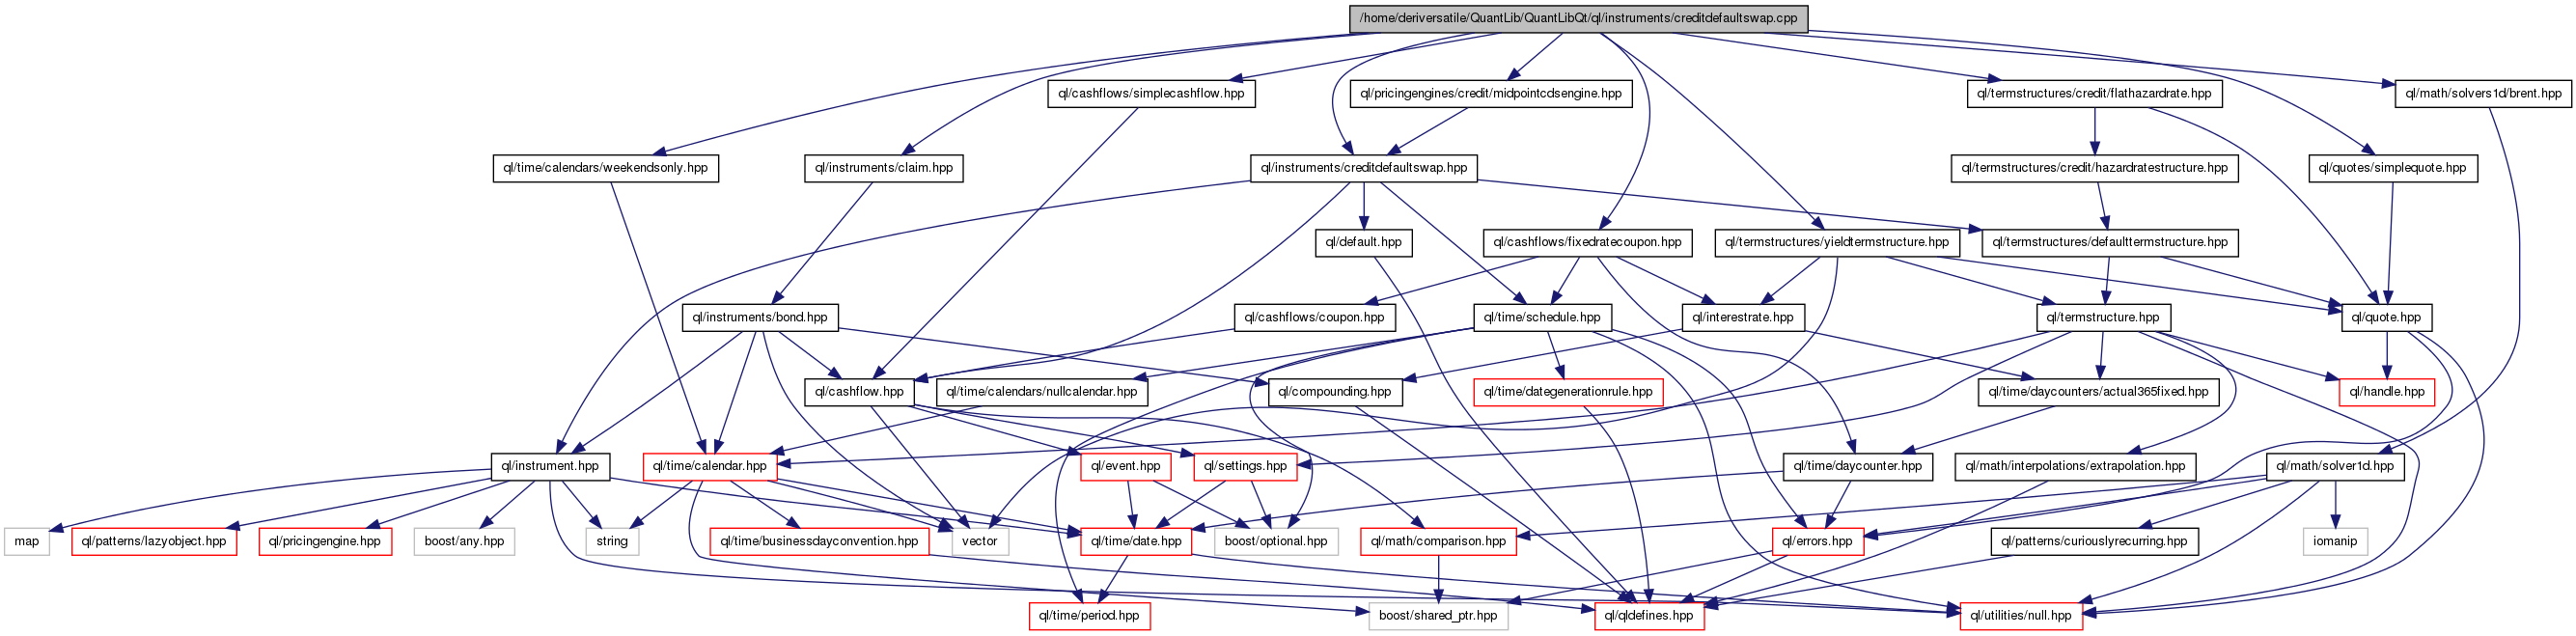 /home/deriversatile/QuantLib/QuantLibQt/ql/instruments/creditdefaultswap.cpp
ql/cashflows/simplecashflow.hpp
ql/pricingengines/credit/midpointcdsengine.hpp
ql/termstructures/credit/flathazardrate.hpp
ql/math/solvers1d/brent.hpp
ql/time/calendars/weekendsonly.hpp
ql/instruments/claim.hpp
ql/instruments/creditdefaultswap.hpp
ql/termstructures/credit/hazardratestructure.hpp
ql/quotes/simplequote.hpp
ql/default.hpp
ql/cashflows/fixedratecoupon.hpp
ql/termstructures/yieldtermstructure.hpp
ql/termstructures/defaulttermstructure.hpp
ql/instruments/bond.hpp
ql/cashflows/coupon.hpp
ql/time/schedule.hpp
ql/interestrate.hpp
ql/termstructure.hpp
ql/quote.hpp
ql/cashflow.hpp
ql/time/calendars/nullcalendar.hpp
ql/compounding.hpp
ql/time/dategenerationrule.hpp
ql/time/daycounters/actual365fixed.hpp
ql/handle.hpp
ql/instrument.hpp
ql/time/calendar.hpp
ql/event.hpp
ql/settings.hpp
ql/time/daycounter.hpp
ql/math/interpolations/extrapolation.hpp
ql/math/solver1d.hpp
map
ql/patterns/lazyobject.hpp
ql/pricingengine.hpp
boost/any.hpp
string
ql/time/businessdayconvention.hpp
vector
ql/time/date.hpp
boost/optional.hpp
ql/math/comparison.hpp
ql/errors.hpp
ql/patterns/curiouslyrecurring.hpp
iomanip
ql/time/period.hpp
boost/shared_ptr.hpp
ql/qldefines.hpp
ql/utilities/null.hpp